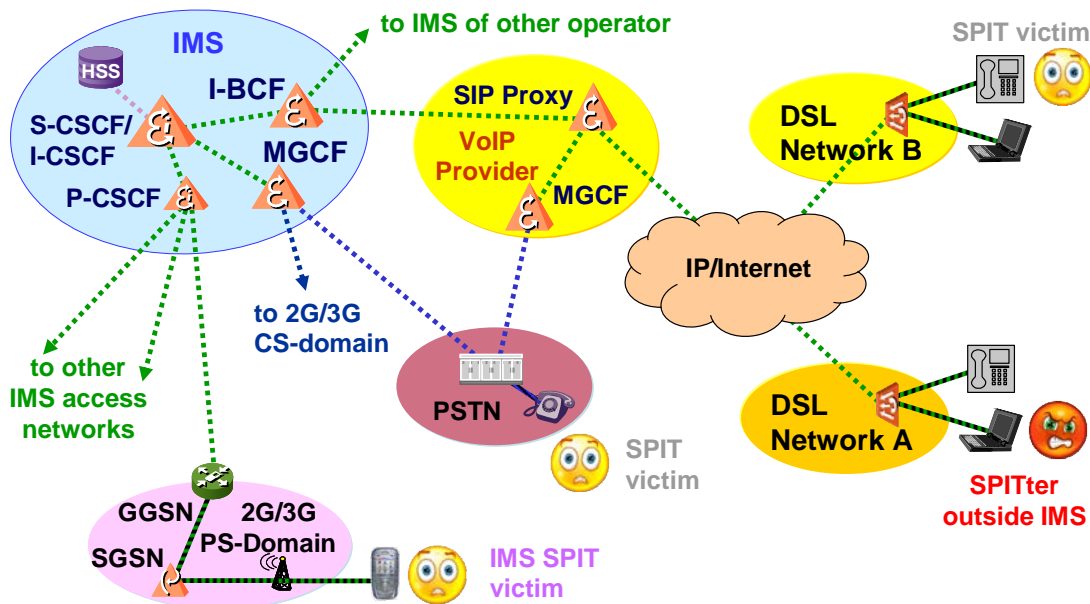 to IMS of other operator
SPIT victim
IMS
HSS
I-BCF
SIP Proxy
S-CSCF/
I-CSCF
VoIP
Provider
DSL
Network B
MGCF
P-CSCF
MGCF
IP/Internet
to 2G/3G
CS-domain
to other
IMS access
networks
PSTN
DSL
Network A
SPIT
victim
SPITter
outside IMS
GGSN
2G/3G
PS-Domain
SGSN
IMS SPIT
victim